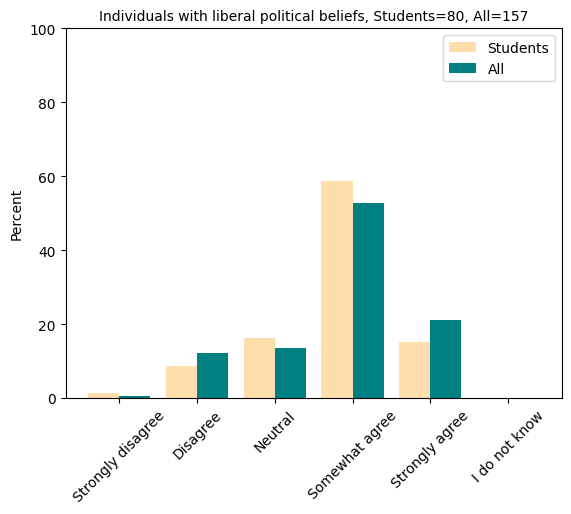 Individuals with liberal political beliefs, Students=80, All=157
Students
All
Percent
100
80
60
40
20
0
Strongly disagree
Disagree
Neutral
Somewhat agree
Strongly agree
I do not know